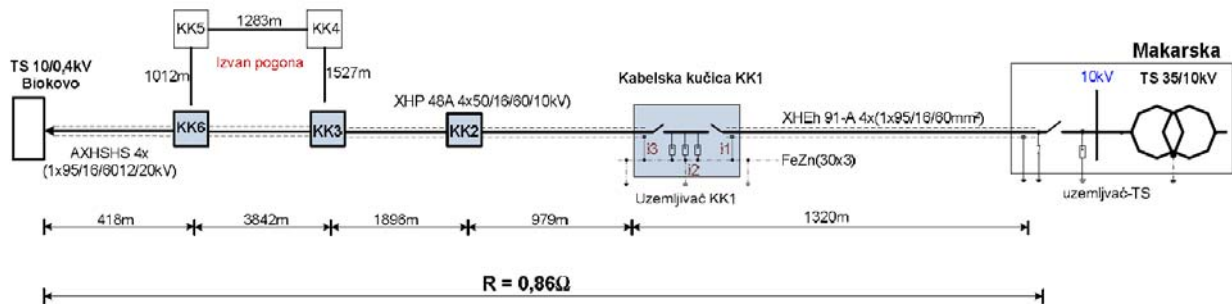 KK5
1283m
KK4
Izvan pogona
1012m
1527m
TS 10/0,4kV
Biokovo
KK6
KK3
KK2
XHP 48A 4x50/16/60/10kV)
AXHSHS 4x
(1x95/16/6012/20kV)
Kabelska kućica KK1
i3
i2
i1
FeZn(30x3)
Uzemljivač KK1
XHEh 91-A 4x(1x95/16/60mm²)
Makarska
10kV
TS 35/10kV
uzemljivač-TS
418m
3842m
1896m
979m
1320m
R = 0,86Ω